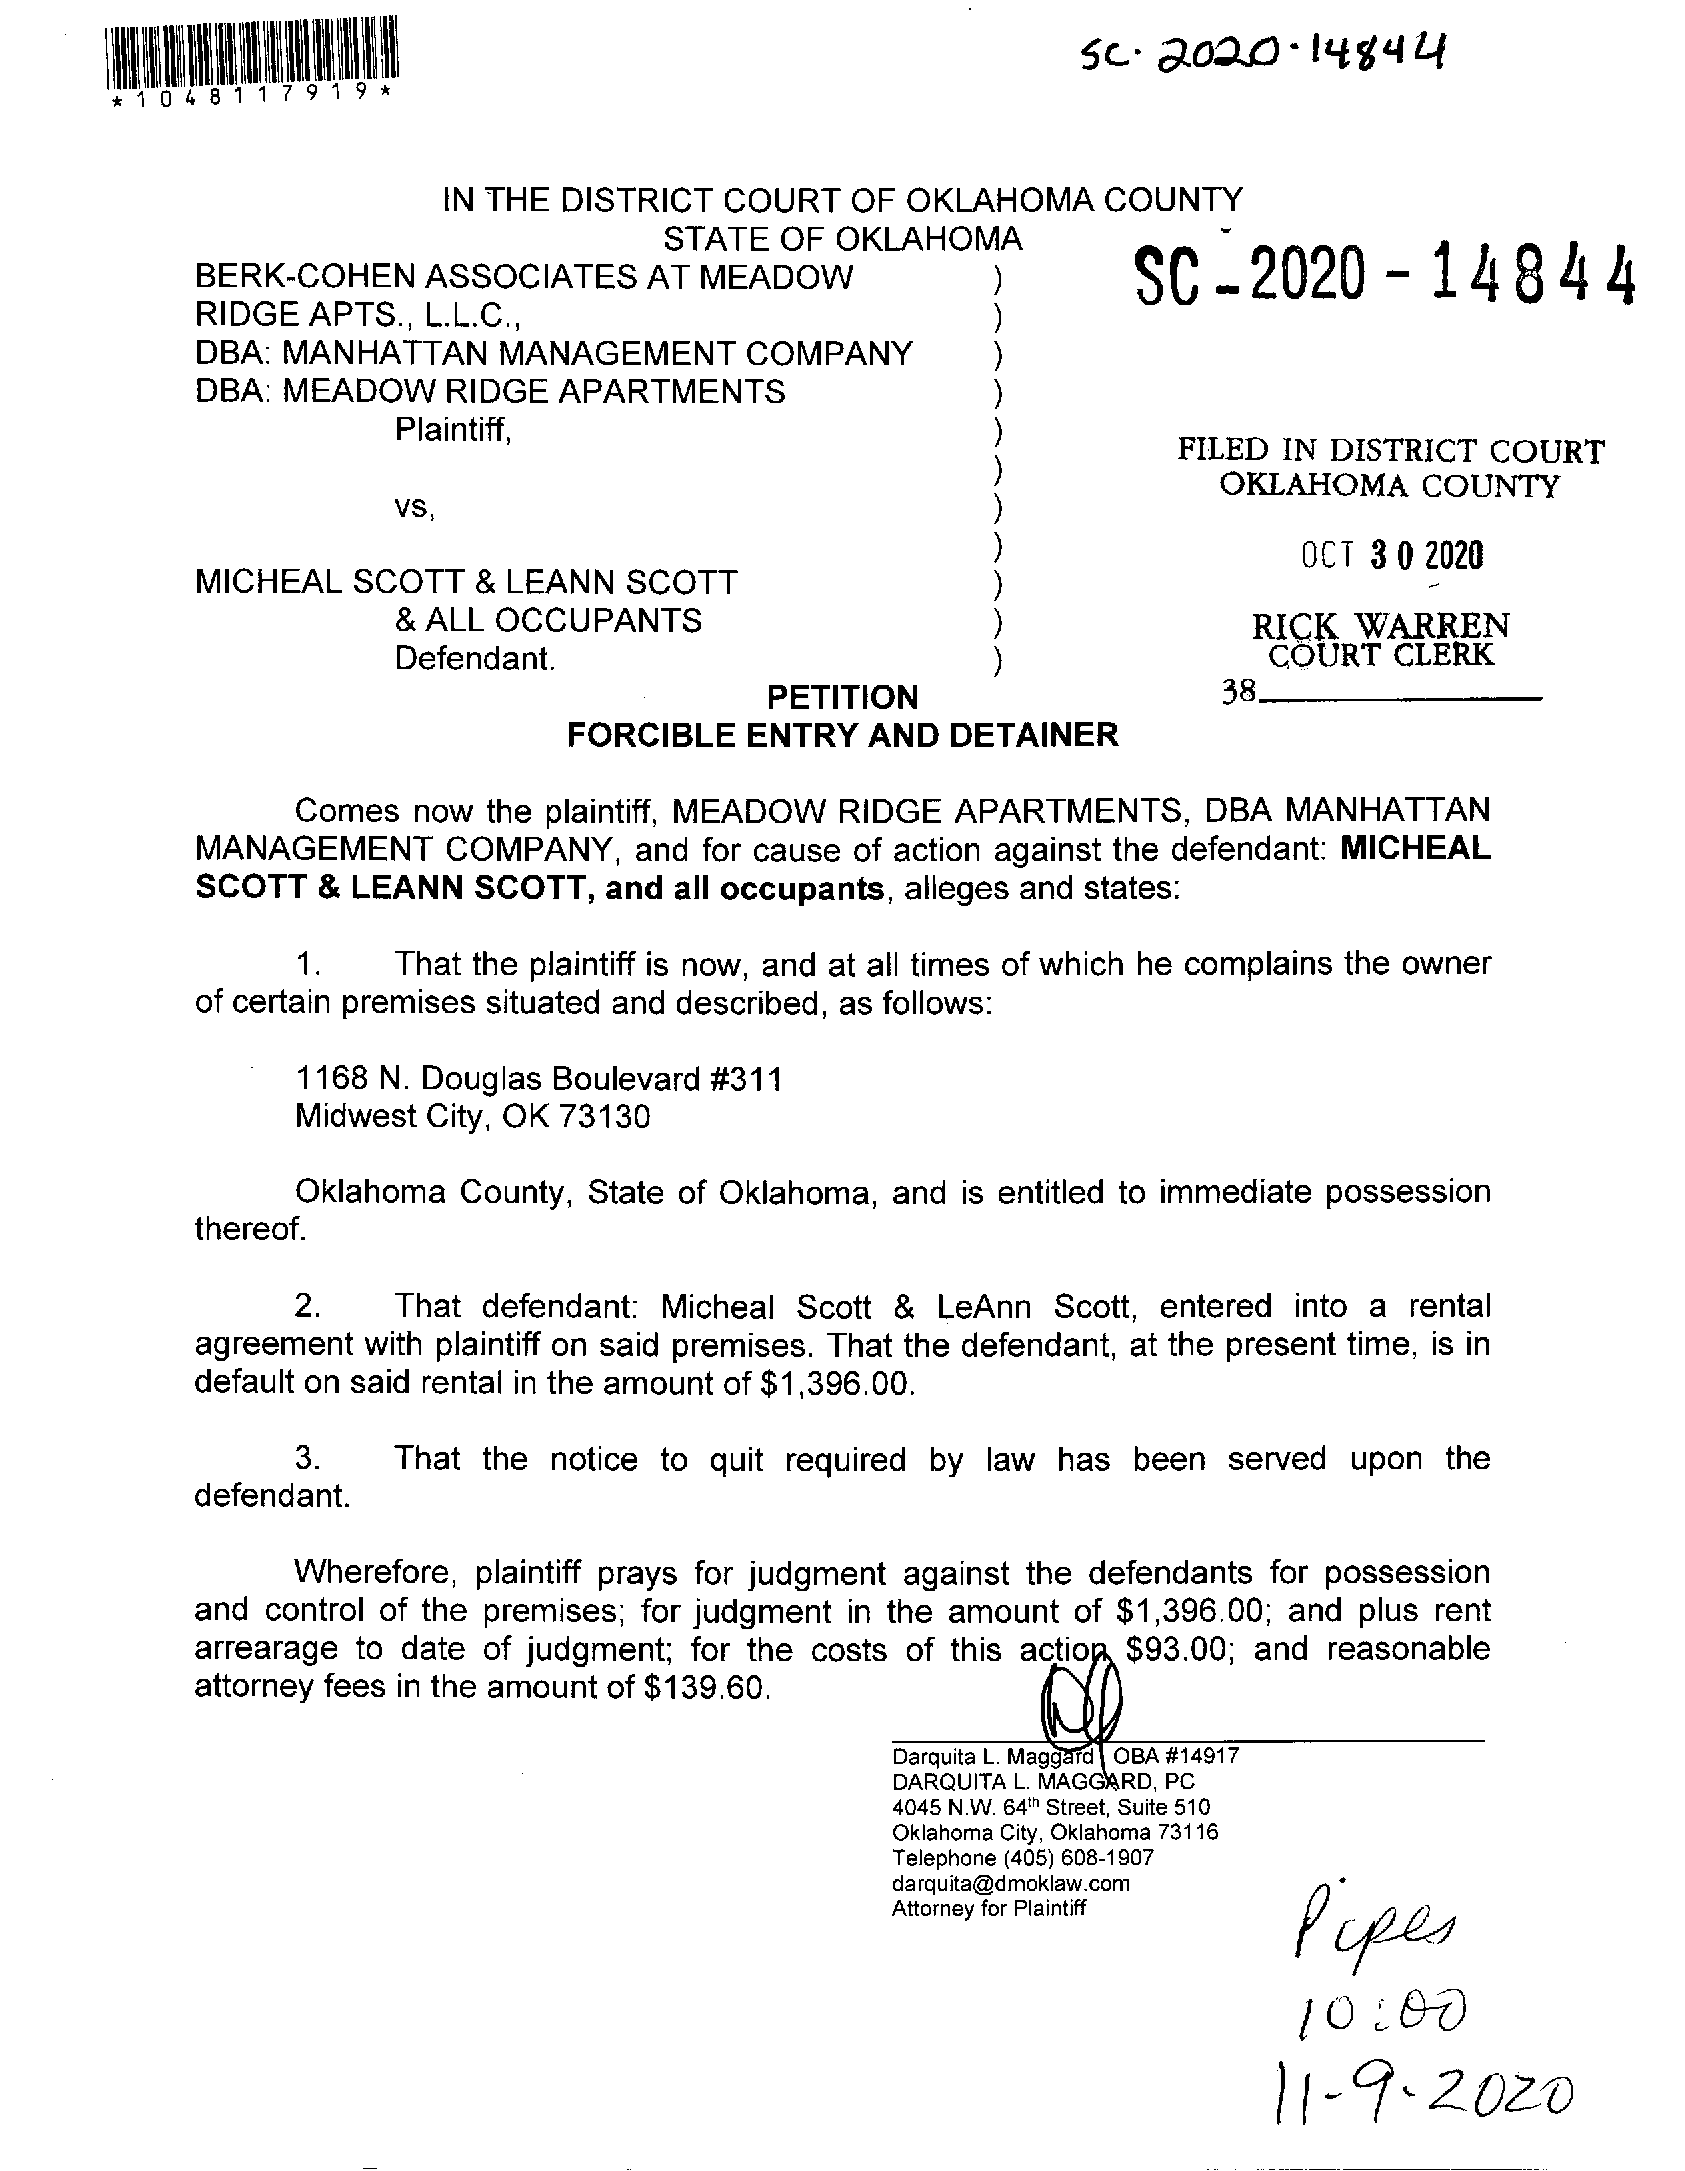 *1048117919*
SC. 2020.14844
IN THE DISTRICT COURT OF OKLAHOMA COUNTY
STATE OF OKLAHOMA
BERK-COHEN ASSOCIATES AT MEADOW )
RIDGE APTS., L.L.C., )
DBA: MANHATTAN MANAGEMENT COMPANY )
DBA: MEADOW RIDGE APARTMENTS )
Plaintiff, )
)
vs, )
)
MICHEAL SCOTT & LEANN SCOTT )
& ALL OCCUPANTS )
Defendant. )
SC-2020-14844
FILED IN DISTRICT COURT
OKLAHOMA COUNTY
OCT 30 2020
RICK WARREN
COURT CLERK
38
PETITION
FORCIBLE ENTRY AND DETAINER
Comes now the plaintiff, MEADOW RIDGE APARTMENTS, DBA MANHATTAN
MANAGEMENT COMPANY, and for cause of action against the defendant: MICHEAL
SCOTT & LEANN SCOTT, and all occupants, alleges and states:
1. That the plaintiff is now, and at all times of which he complains the owner
of certain premises situated and described, as follows:
1168 N. Douglas Boulevard #311
Midwest City, OK 73130
Oklahoma County, State of Oklahoma, and is entitled to immediate possession
thereof.
2. That defendant: Micheal Scott & LeAnn Scott, entered into a rental
agreement with plaintiff on said premises. That the defendant, at the present time, is in
default on said rental in the amount of $1,396.00.
3. That the notice to quit required by law has been served upon the
defendant.
Wherefore, plaintiff prays for judgment against the defendants for possession
and control of the premises; for judgment in the amount of $1,396.00; and plus rent
arrearage to date of judgment; for the costs of this action $93.00; and reasonable
attorney fees in the amount of $139.60.
Darquita L. Maggard OBA #14917
DARQUITA L. MAGGARD, PC
4045 N.W. 64th Street, Suite 510
Oklahoma City, Oklahoma 73116
Telephone (405) 608-1907
darquita@dmoklaw.com
Attorney for Plaintiff
Pipes
10:00
11-9-2020